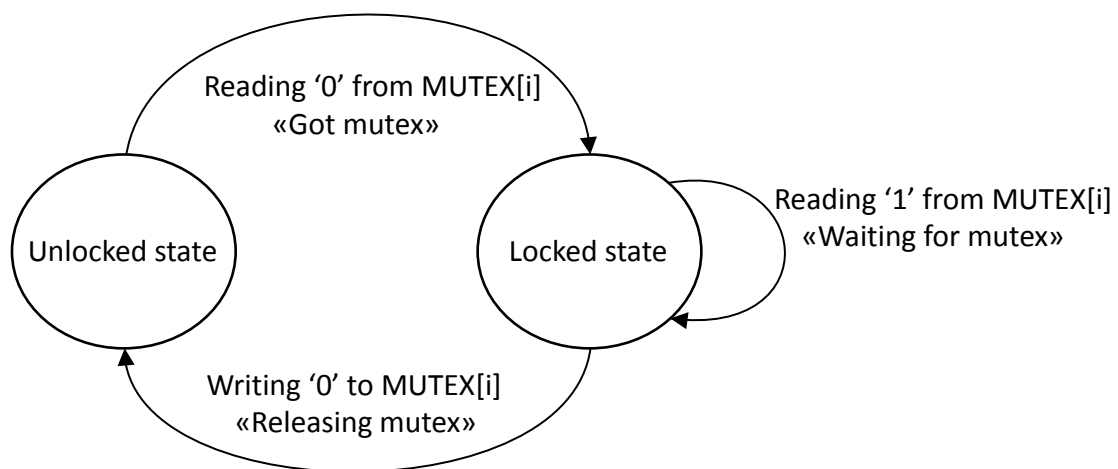 Reading ‘0’ from MUTEX[i]
«Got mutex»
Unlocked state
Locked state
Reading ‘1’ from MUTEX[i]
«Waiting for mutex»
Writing ‘0’ to MUTEX[i]
«Releasing mutex»